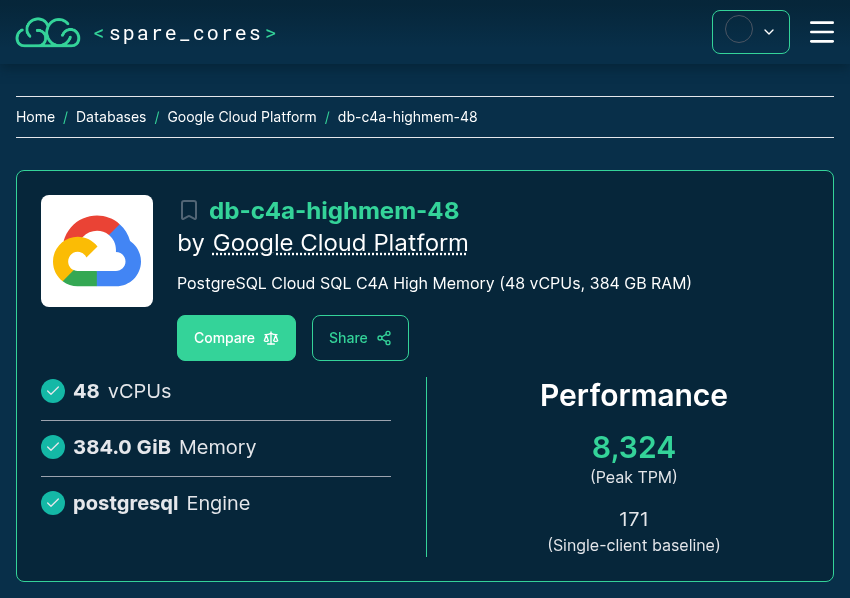 <spare_cores>
Home / Databases / Google Cloud Platform / db-c4a-highmem-48
db-c4a-highmem-48
by Google Cloud Platform
PostgreSQL Cloud SQL C4A High Memory (48 vCPUs, 384 GB RAM)
Compare
Share
48 vCPUs
384.0 GiB Memory
postgresql Engine
Performance
8,324
(Peak TPM)
171
(Single-client baseline)